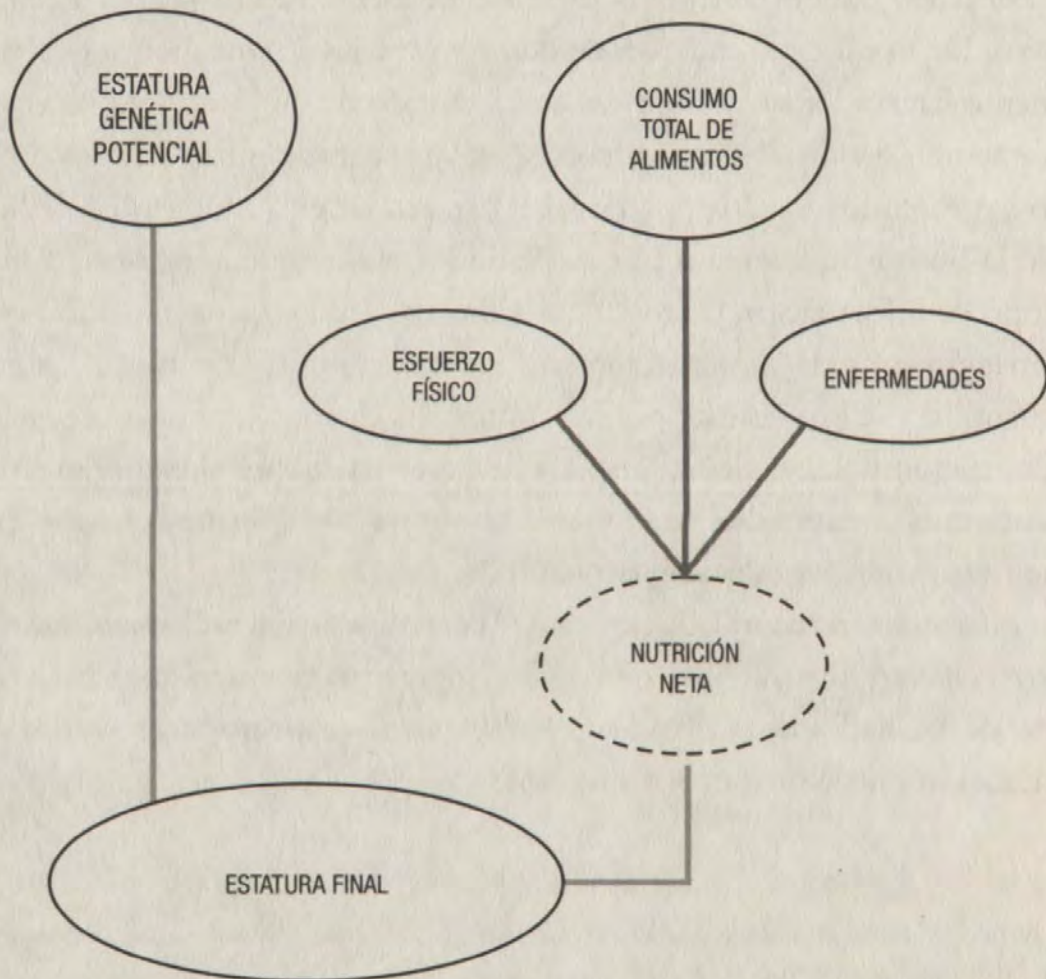 ESTATURA
GENÉTICA
POTENCIAL
CONSUMO
TOTAL DE
ALIMENTOS
ESFUERZO
FÍSICO
ENFERMEDADES
NUTRICIÓN
NETA
ESTATURA FINAL